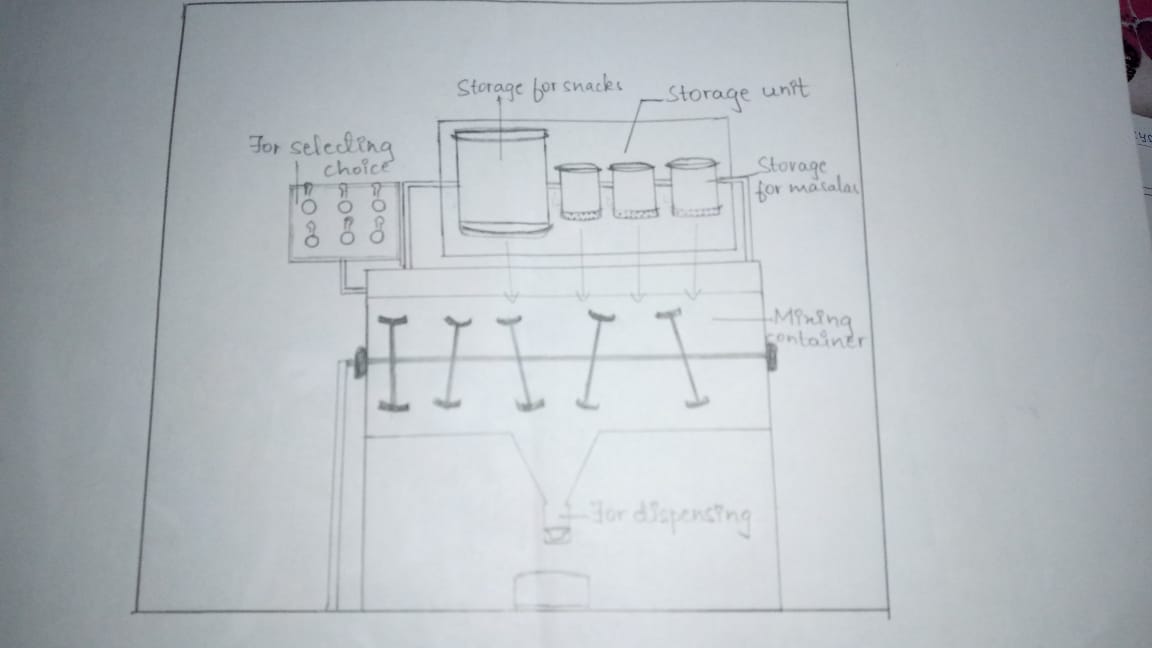 Storage for snacks
Storage unit
For selecting
choice
Storage
for masalas
Mixing
container
For dispensing